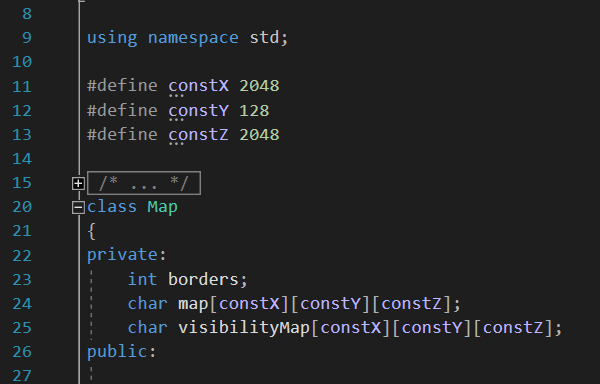 8
9 using namespace std;
10
11 #define constX 2048
12 #define constY 128
13 #define constZ 2048
14
15 /* ... */
20 class Map
21 {
22 private:
23 int borders;
24 char map[constX][constY][constZ];
25 char visibilityMap[constX][constY][constZ];
26 public:
27